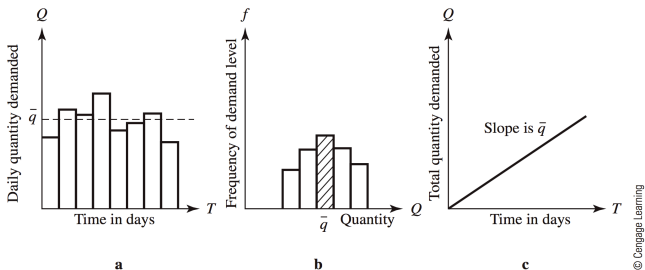 Q
Daily quantity demanded
q̅
T
Time in days
a
f
Frequency of demand level
q̅
Quantity
Q
b
Q
Total quantity demanded
Slope is q̅
Time in days
T
c
© Cengage Learning